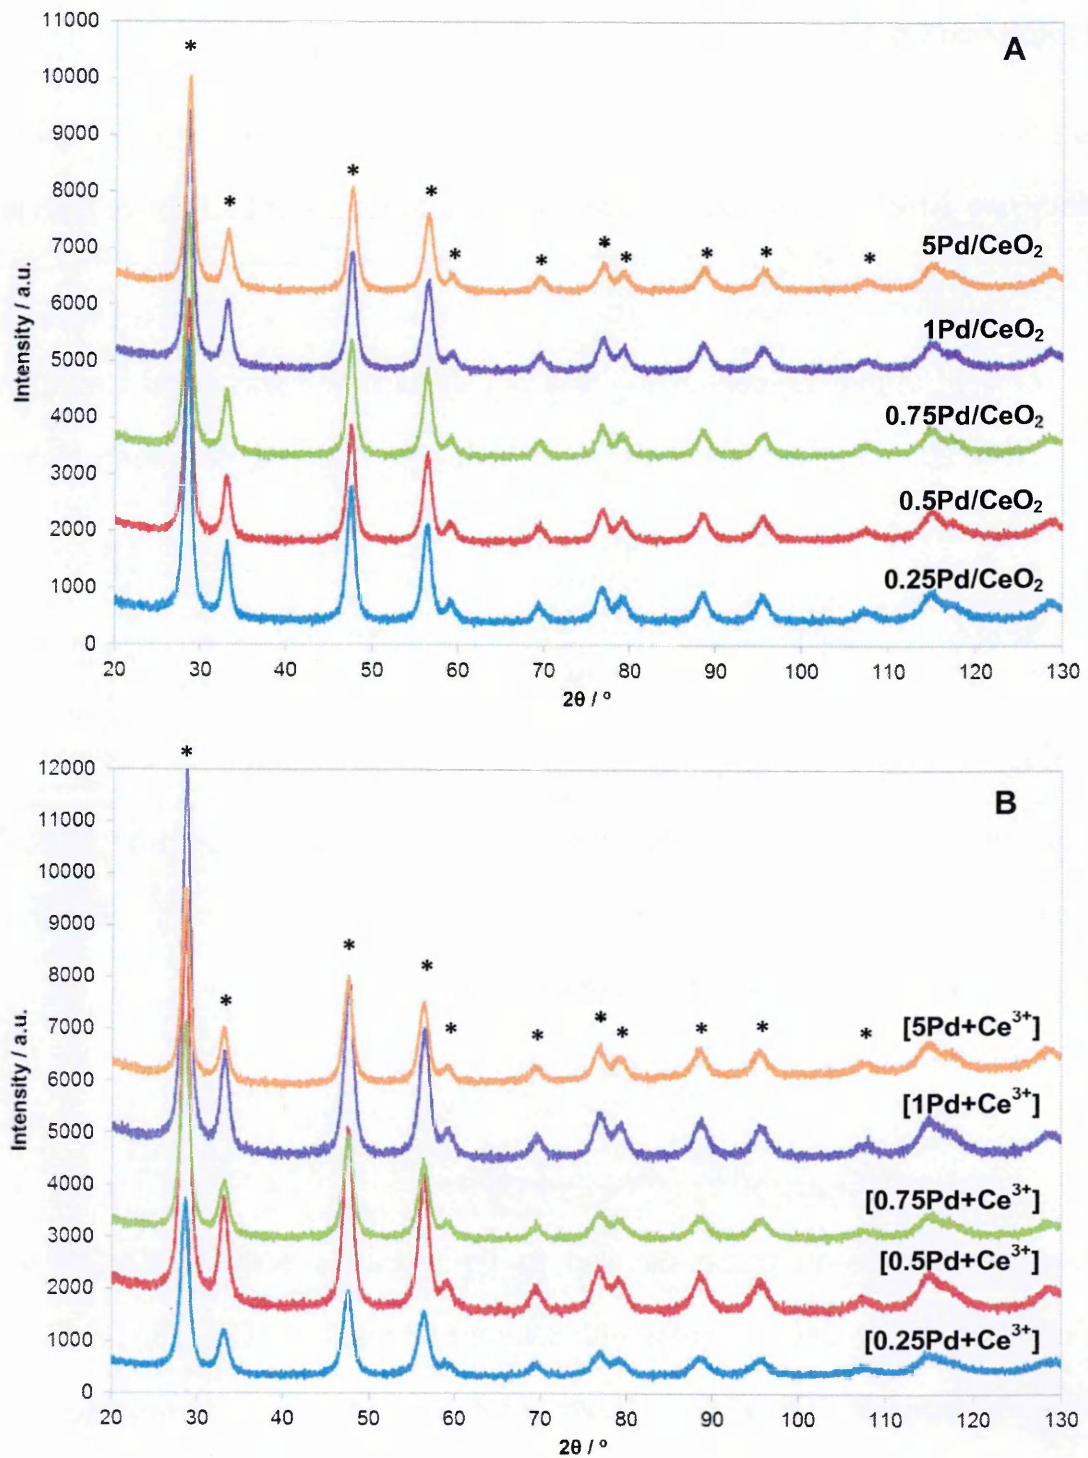 11000
*
A
10000
9000
*
*
*
8000
7000
* * * * * * *
5Pd/CeO₂
6000
1Pd/CeO₂
5000
4000
0.75Pd/CeO₂
3000
0.5Pd/CeO₂
2000
0.25Pd/CeO₂
1000
0
Intensity / a.u.
20 30 40 50 60 70 80 90 100 110 120 130
2θ / °
*
12000
B
11000
10000
9000
*
*
8000
*
7000
* * * * * * *
[5Pd+Ce³⁺]
6000
[1Pd+Ce³⁺]
5000
4000
[0.75Pd+Ce³⁺]
3000
[0.5Pd+Ce³⁺]
2000
[0.25Pd+Ce³⁺]
1000
0
Intensity / a.u.
20 30 40 50 60 70 80 90 100 110 120 130
2θ / °